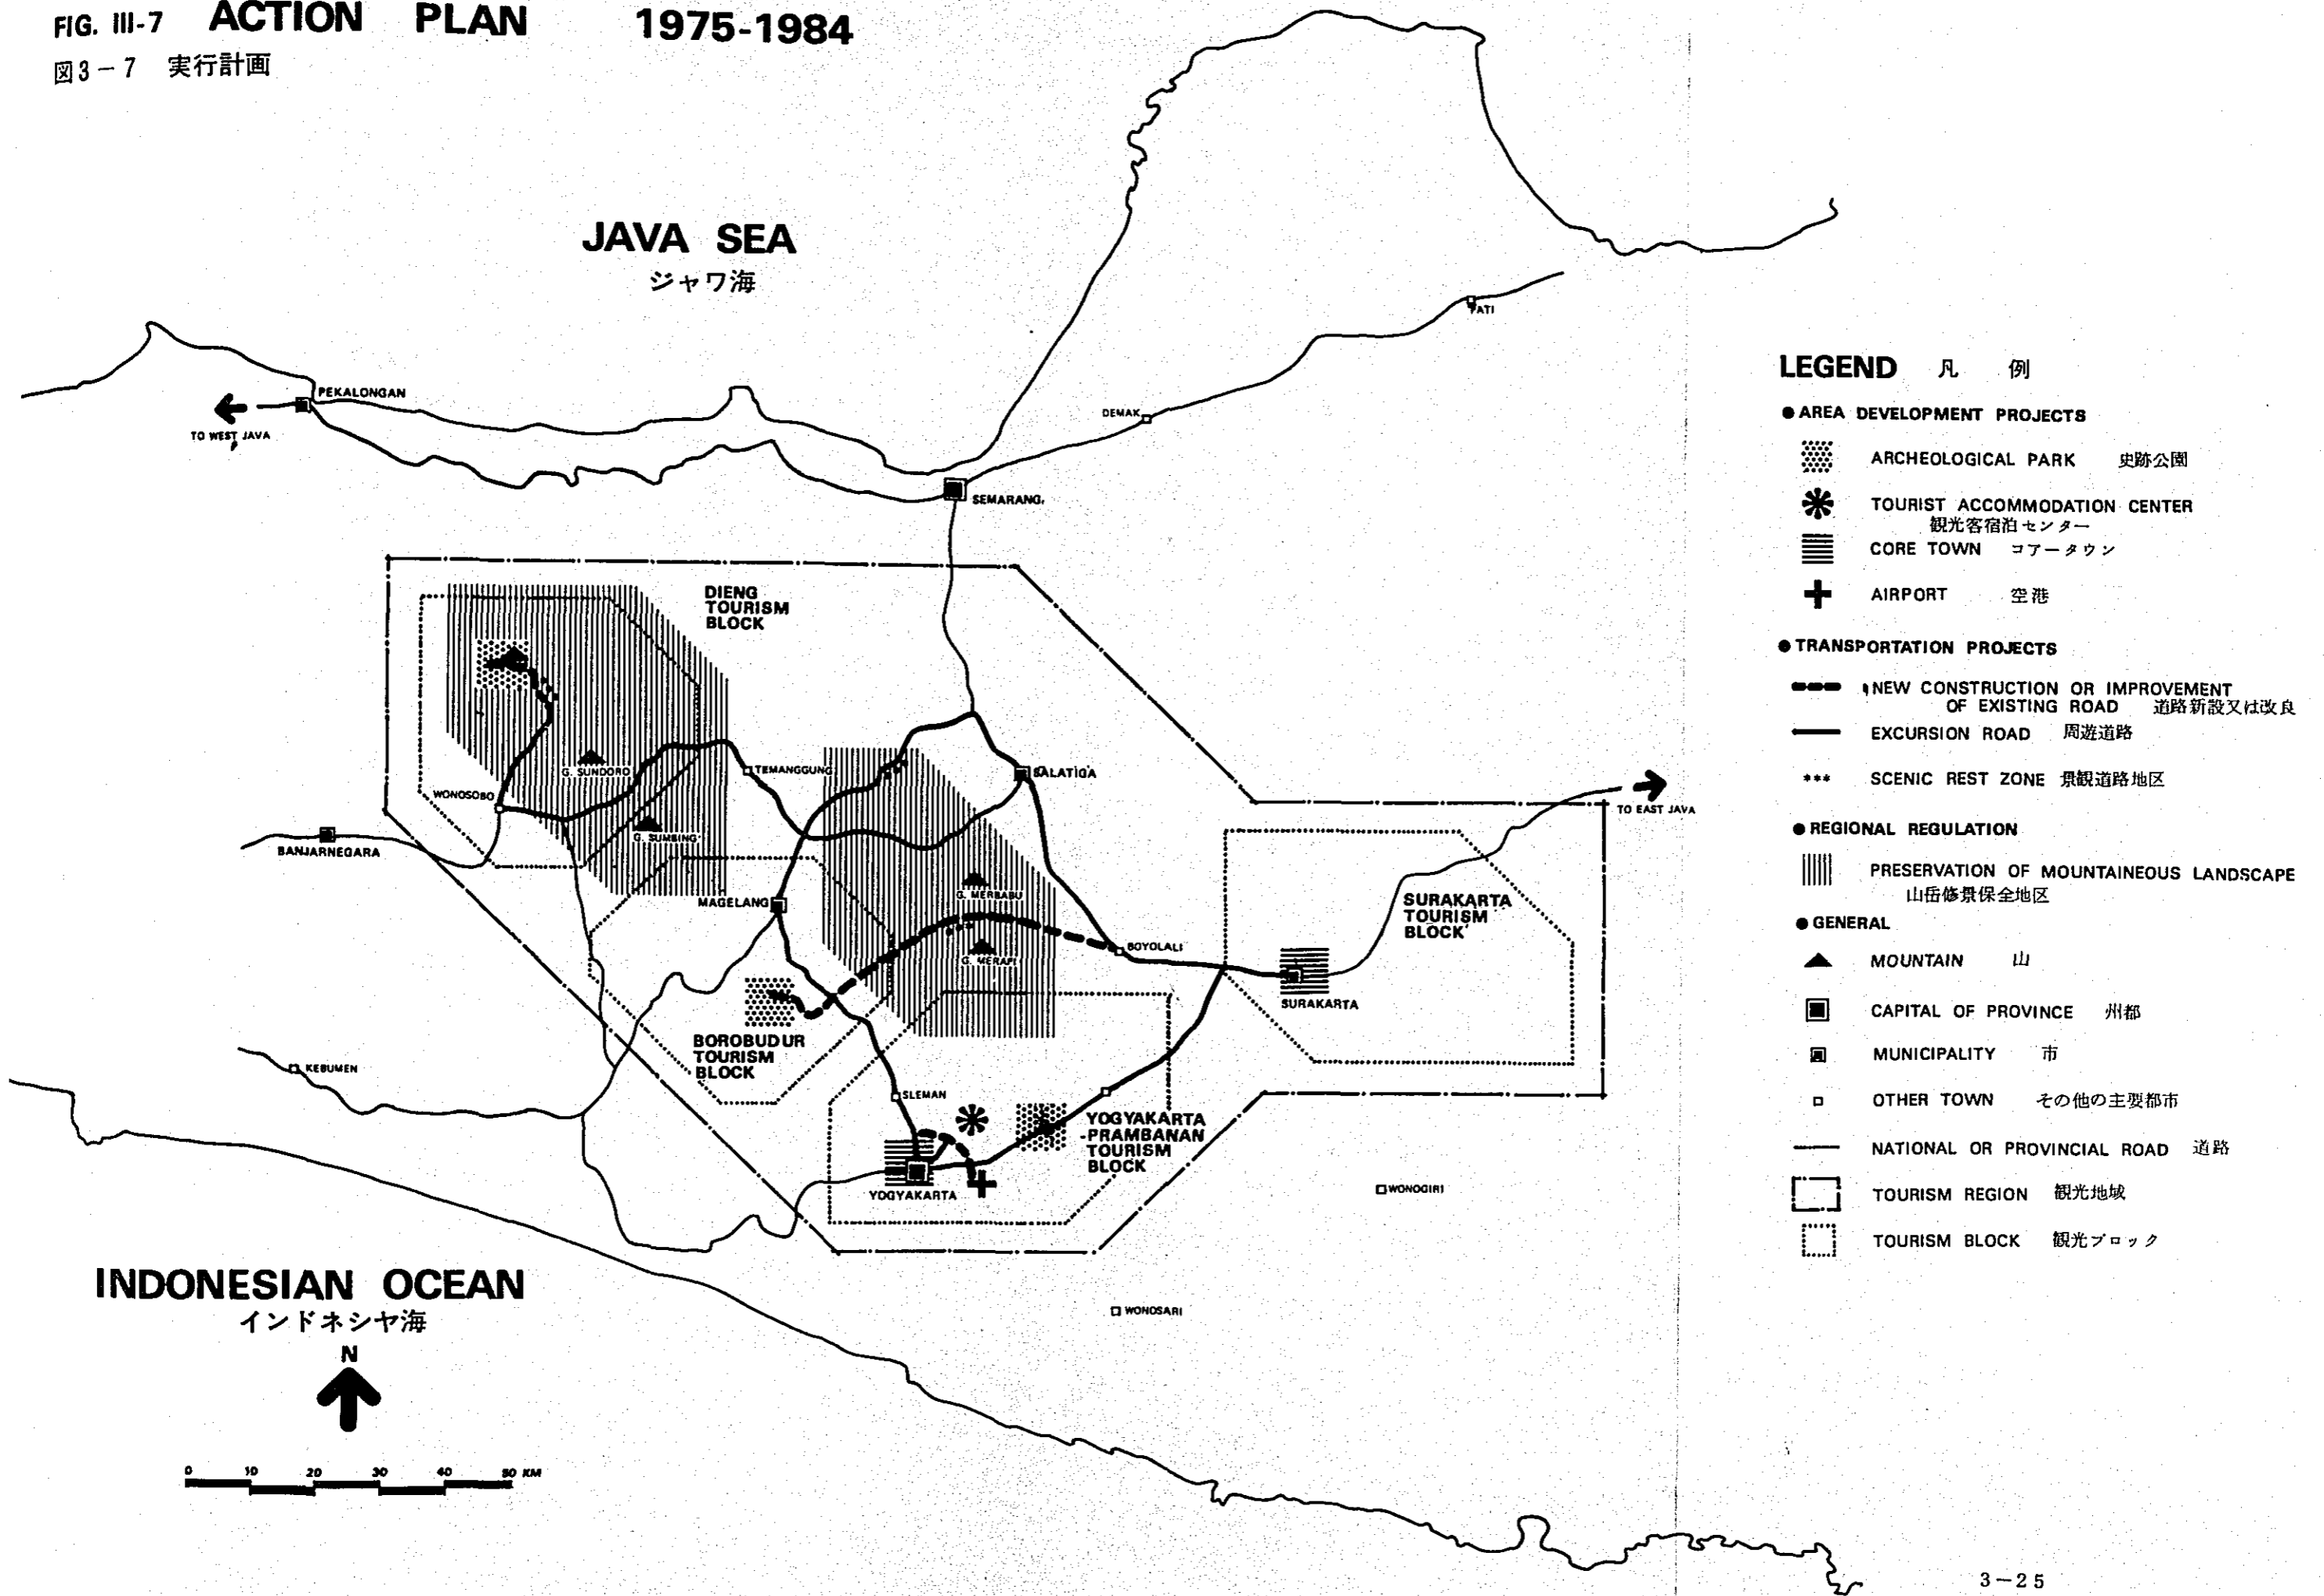 FIG. III-7 ACTION PLAN 1975-1984
図3-7 実行計画
JAVA SEA
ジャワ海
PATI
PEKALONGAN
TO WEST JAVA
DEMAK
SEMARANG
DIENG
TOURISM
BLOCK
G. SUNDORO
TEMANGGUNG
SALATIGA
WONOSOBO
G. SUMBING
BANJARNEGARA
TO EAST JAVA
MAGELANG
G. MERBABU
SURAKARTA
TOURISM
BLOCK
BOYOLALI
G. MERAPI
SURAKARTA
BOROBUDUR
TOURISM
BLOCK
KEBUMEN
SLEMAN
YOGYAKARTA
-PRAMBANAN
TOURISM
BLOCK
YOGYAKARTA
WONOGIRI
WONOSARI
INDONESIAN OCEAN
インドネシヤ海
N
0 10 20 30 40 50 KM
LEGEND 凡 例
● AREA DEVELOPMENT PROJECTS
ARCHEOLOGICAL PARK 史跡公園
TOURIST ACCOMMODATION CENTER
観光客宿泊センター
CORE TOWN コアータウン
AIRPORT 空港
● TRANSPORTATION PROJECTS
NEW CONSTRUCTION OR IMPROVEMENT
OF EXISTING ROAD 道路新設又は改良
EXCURSION ROAD 周遊道路
SCENIC REST ZONE 景観道路地区
● REGIONAL REGULATION
PRESERVATION OF MOUNTAINEOUS LANDSCAPE
山岳修景保全地区
● GENERAL
MOUNTAIN 山
CAPITAL OF PROVINCE 州都
MUNICIPALITY 市
OTHER TOWN その他の主要都市
NATIONAL OR PROVINCIAL ROAD 道路
TOURISM REGION 観光地域
TOURISM BLOCK 観光ブロック
3-25